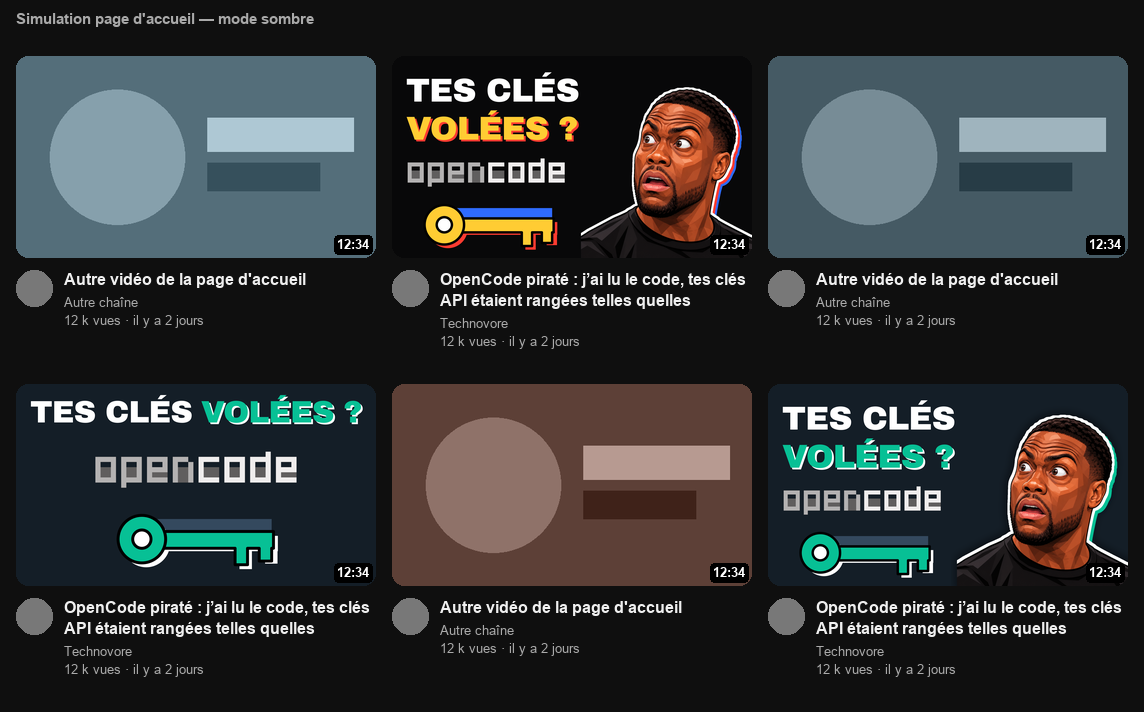 Simulation page d'accueil — mode sombre
12:34
TES CLÉS
VOLÉES ?
opencode
12:34
12:34
Autre vidéo de la page d'accueil
Autre chaîne
12 k vues · il y a 2 jours
OpenCode piraté : j’ai lu le code, tes clés
API étaient rangées telles quelles
Technovore
12 k vues · il y a 2 jours
Autre vidéo de la page d'accueil
Autre chaîne
12 k vues · il y a 2 jours
TES CLÉS VOLÉES ?
opencode
12:34
12:34
TES CLÉS
VOLÉES ?
opencode
12:34
OpenCode piraté : j’ai lu le code, tes clés
API étaient rangées telles quelles
Technovore
12 k vues · il y a 2 jours
Autre vidéo de la page d'accueil
Autre chaîne
12 k vues · il y a 2 jours
OpenCode piraté : j’ai lu le code, tes clés
API étaient rangées telles quelles
Technovore
12 k vues · il y a 2 jours